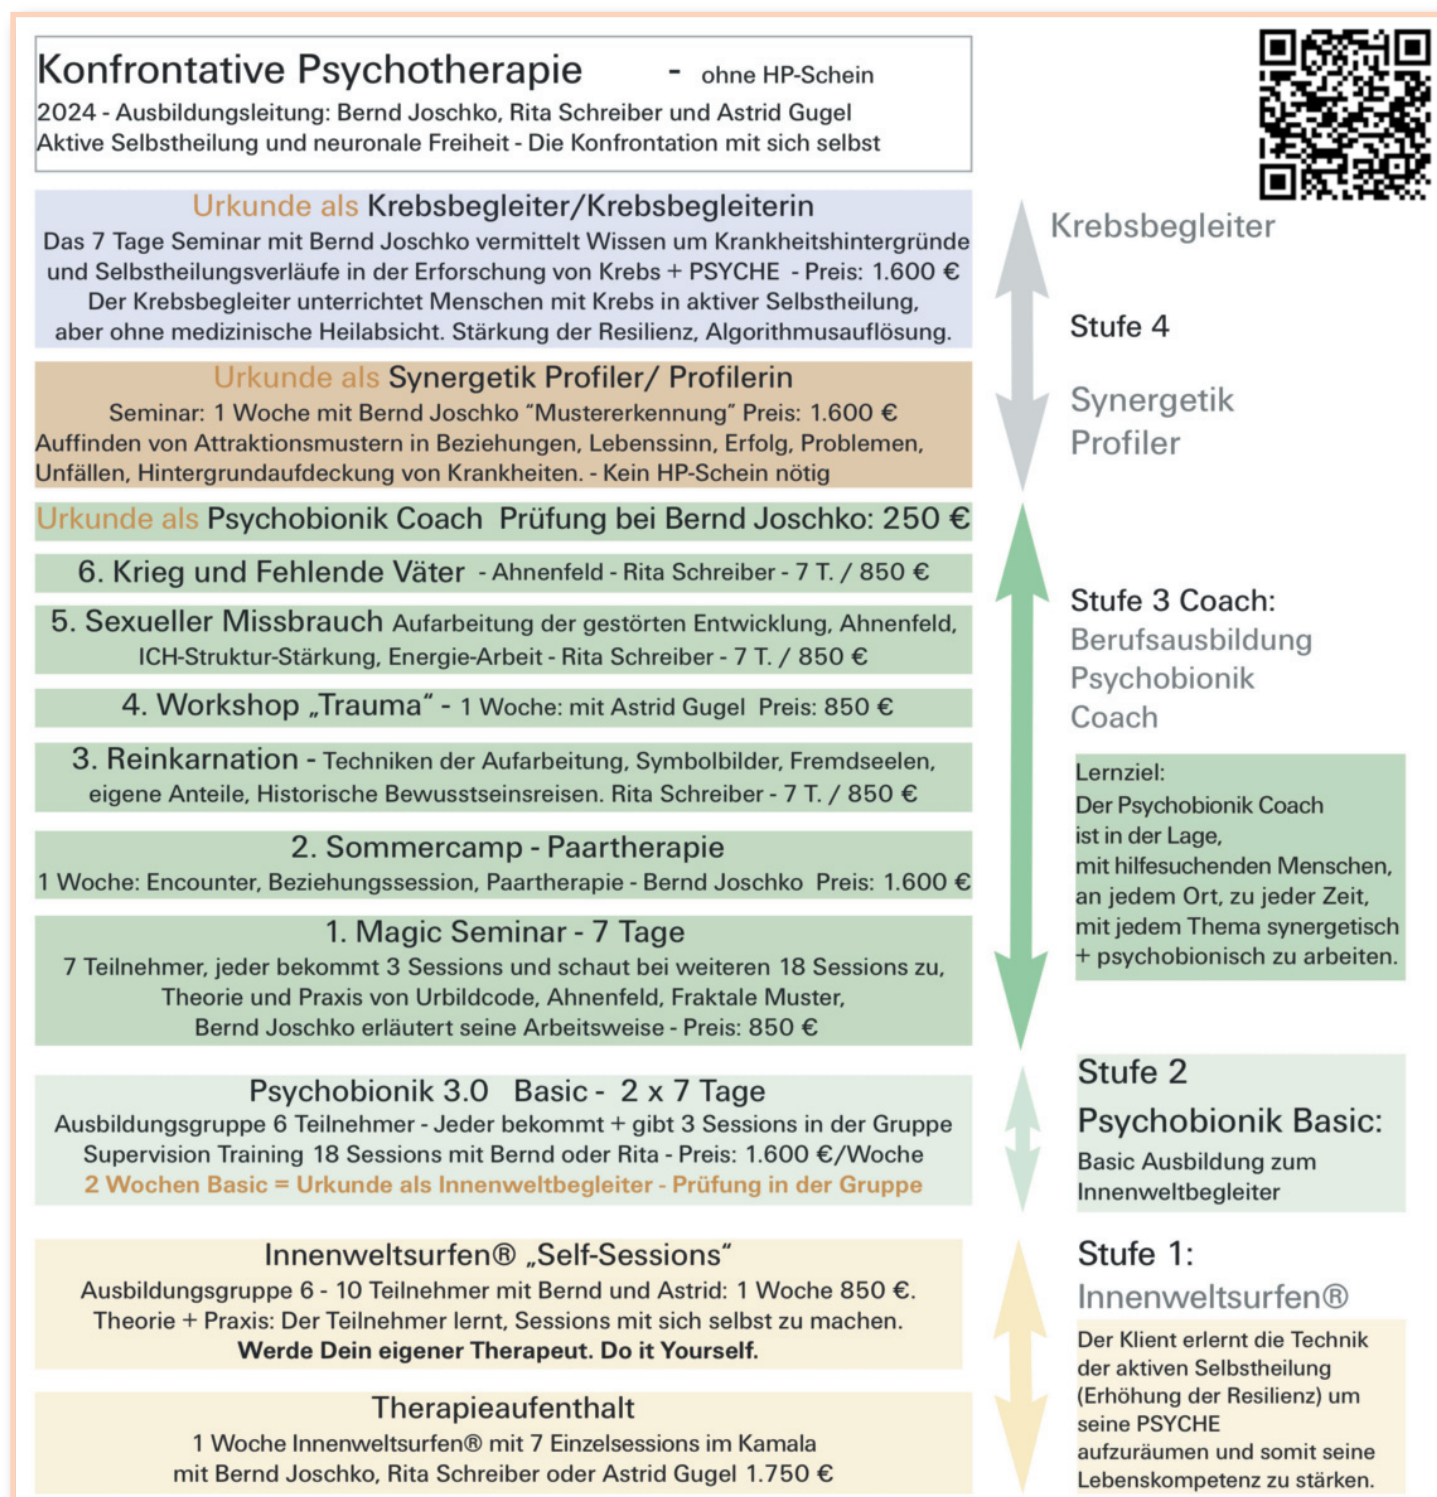 Konfrontative Psychotherapie - ohne HP-Schein
2024 - Ausbildungsleitung: Bernd Joschko, Rita Schreiber und Astrid Gugel
Aktive Selbstheilung und neuronale Freiheit - Die Konfrontation mit sich selbst
Urkunde als Krebsbegleiter/Krebsbegleiterin
Das 7 Tage Seminar mit Bernd Joschko vermittelt Wissen um Krankheitshintergründe
und Selbstheilungsverläufe in der Erforschung von Krebs + PSYCHE - Preis: 1.600 €
Der Krebsbegleiter unterrichtet Menschen mit Krebs in aktiver Selbstheilung,
aber ohne medizinische Heilabsicht. Stärkung der Resilienz, Algorithmusauflösung.
Urkunde als Synergetik Profiler/ Profilerin
Seminar: 1 Woche mit Bernd Joschko "Mustererkennung" Preis: 1.600 €
Auffinden von Attraktionsmustern in Beziehungen, Lebenssinn, Erfolg, Problemen,
Unfällen, Hintergrundaufdeckung von Krankheiten. - Kein HP-Schein nötig
Urkunde als Psychobionik Coach Prüfung bei Bernd Joschko: 250 €
6. Krieg und Fehlende Väter - Ahnenfeld - Rita Schreiber - 7 T. / 850 €
5. Sexueller Missbrauch Aufarbeitung der gestörten Entwicklung, Ahnenfeld,
ICH-Struktur-Stärkung, Energie-Arbeit - Rita Schreiber - 7 T. / 850 €
4. Workshop „Trauma“ - 1 Woche: mit Astrid Gugel Preis: 850 €
3. Reinkarnation - Techniken der Aufarbeitung, Symbolbilder, Fremdseelen,
eigene Anteile, Historische Bewusstseinsreisen. Rita Schreiber - 7 T. / 850 €
2. Sommercamp - Paartherapie
1 Woche: Encounter, Beziehungssession, Paartherapie - Bernd Joschko Preis: 1.600 €
1. Magic Seminar - 7 Tage
7 Teilnehmer, jeder bekommt 3 Sessions und schaut bei weiteren 18 Sessions zu,
Theorie und Praxis von Urbildcode, Ahnenfeld, Fraktale Muster,
Bernd Joschko erläutert seine Arbeitsweise - Preis: 850 €
Psychobionik 3.0 Basic - 2 x 7 Tage
Ausbildungsgruppe 6 Teilnehmer - Jeder bekommt + gibt 3 Sessions in der Gruppe
Supervision Training 18 Sessions mit Bernd oder Rita - Preis: 1.600 €/Woche
2 Wochen Basic = Urkunde als Innenweltbegleiter - Prüfung in der Gruppe
Innenweltsurfen® „Self-Sessions“
Ausbildungsgruppe 6 - 10 Teilnehmer mit Bernd und Astrid: 1 Woche 850 €.
Theorie + Praxis: Der Teilnehmer lernt, Sessions mit sich selbst zu machen.
Werde Dein eigener Therapeut. Do it Yourself.
Therapieaufenthalt
1 Woche Innenweltsurfen® mit 7 Einzelsessions im Kamala
mit Bernd Joschko, Rita Schreiber oder Astrid Gugel 1.750 €
Krebsbegleiter
Stufe 4
Synergetik
Profiler
Stufe 3 Coach:
Berufsausbildung
Psychobionik
Coach
Lernziel:
Der Psychobionik Coach
ist in der Lage,
mit hilfesuchenden Menschen,
an jedem Ort, zu jeder Zeit,
mit jedem Thema synergetisch
+ psychobionisch zu arbeiten.
Stufe 2
Psychobionik Basic:
Basic Ausbildung zum
Innenweltbegleiter
Stufe 1:
Innenweltsurfen®
Der Klient erlernt die Technik
der aktiven Selbstheilung
(Erhöhung der Resilienz) um
seine PSYCHE
aufzuräumen und somit seine
Lebenskompetenz zu stärken.